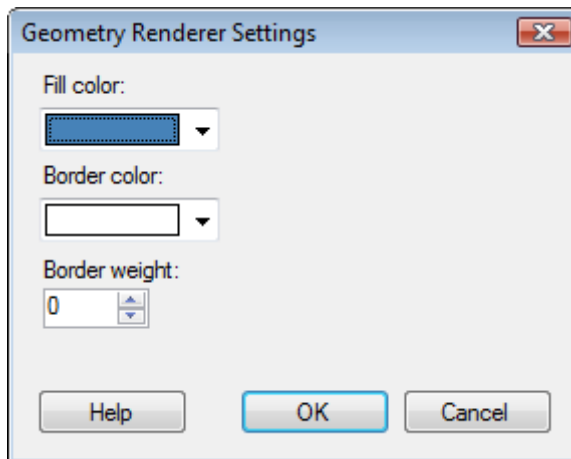 Geometry Renderer Settings
Fill color:
Border color:
Border weight:
0
Help OK Cancel